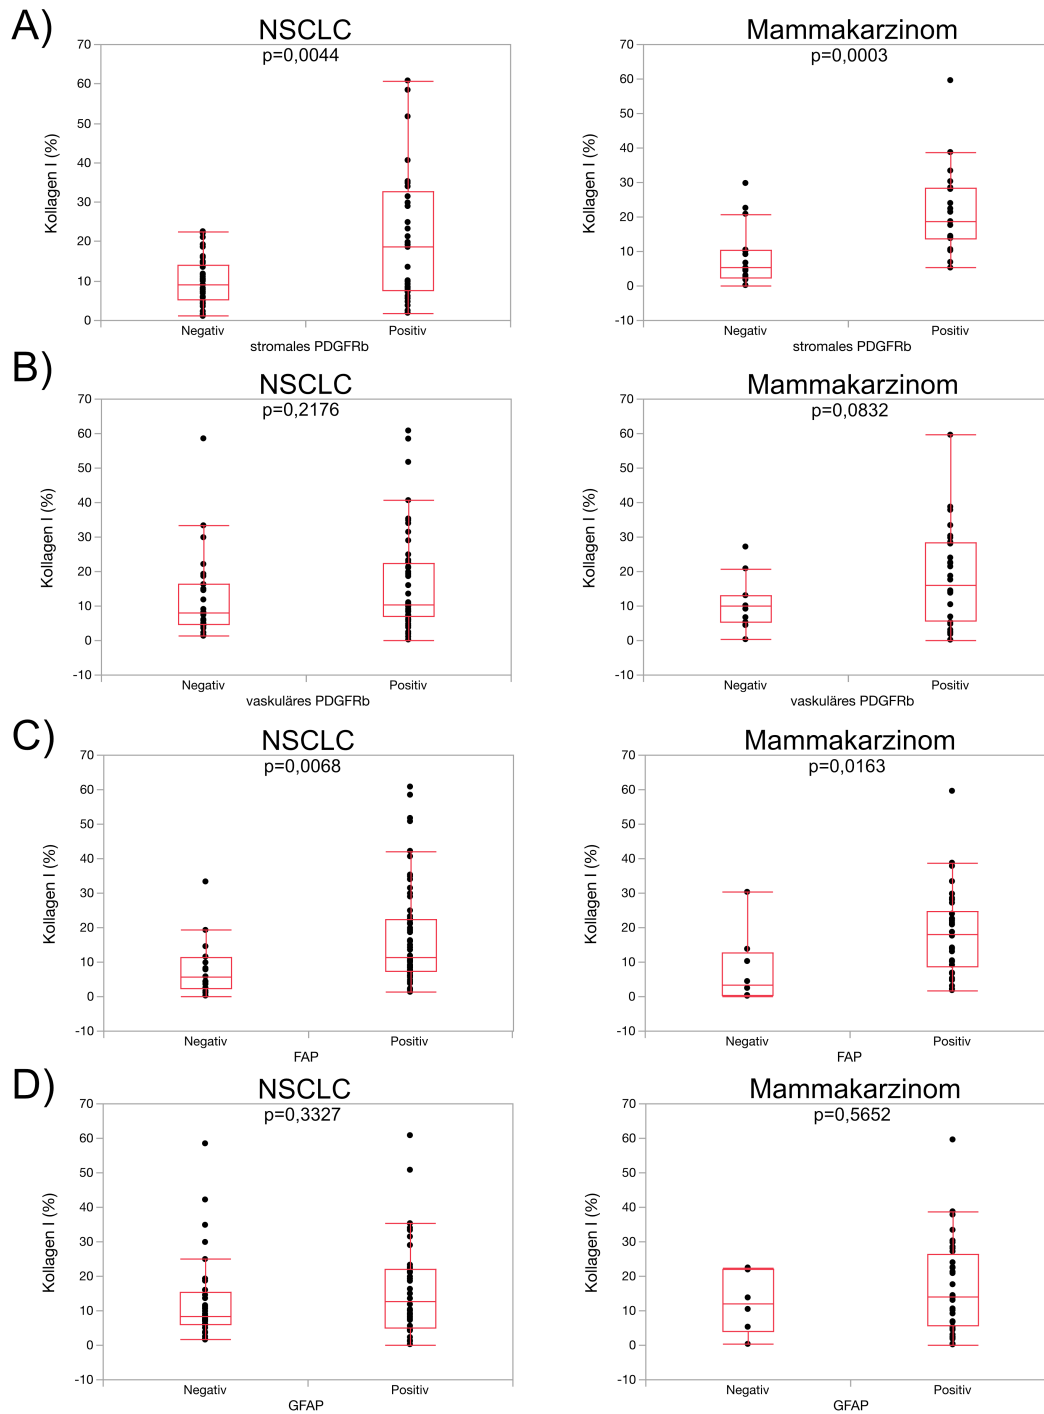 A)
NSCLC
p=0,0044
70
60
50
40
30
20
10
0
Kollagen I (%)
Negativ
Positiv
stromales PDGFRb
Mammakarzinom
p=0,0003
70
60
50
40
30
20
10
0
-10
Kollagen I (%)
Negativ
Positiv
stromales PDGFRb
B)
NSCLC
p=0,2176
70
60
50
40
30
20
10
0
-10
Kollagen I (%)
Negativ
Positiv
vaskuläres PDGFRb
Mammakarzinom
p=0,0832
70
60
50
40
30
20
10
0
-10
Kollagen I (%)
Negativ
Positiv
vaskuläres PDGFRb
C)
NSCLC
p=0,0068
70
60
50
40
30
20
10
0
-10
Kollagen I (%)
Negativ
Positiv
FAP
Mammakarzinom
p=0,0163
70
60
50
40
30
20
10
0
-10
Kollagen I (%)
Negativ
Positiv
FAP
D)
NSCLC
p=0,3327
70
60
50
40
30
20
10
0
-10
Kollagen I (%)
Negativ
Positiv
GFAP
Mammakarzinom
p=0,5652
70
60
50
40
30
20
10
0
-10
Kollagen I (%)
Negativ
Positiv
GFAP